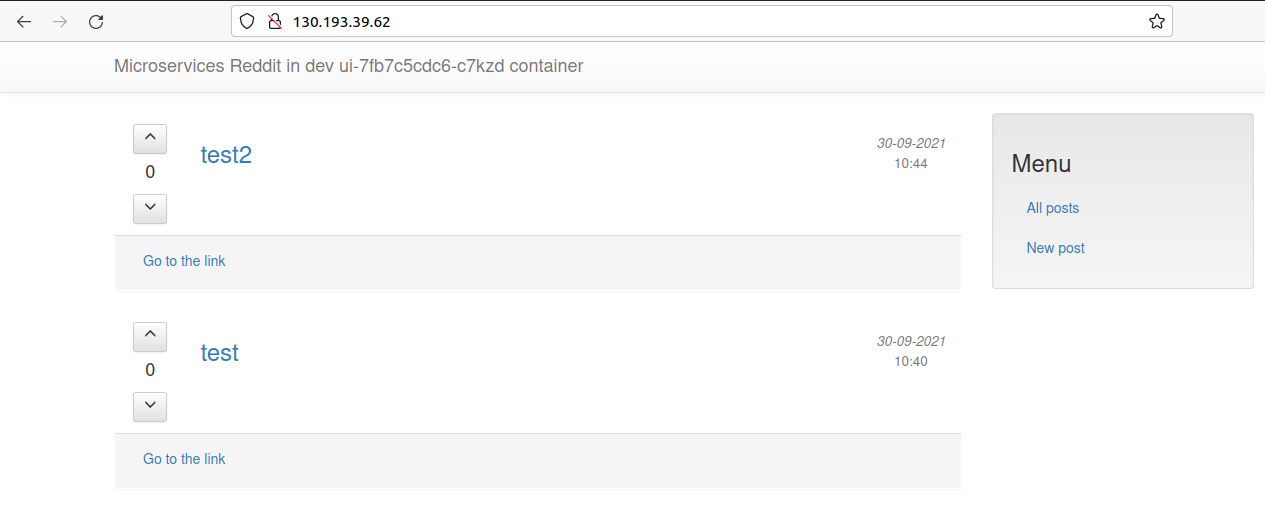 130.193.39.62
Microservices Reddit in dev ui-7fb7c5cdc6-c7kzd container
test2
30-09-2021
10:44
0
Go to the link
test
30-09-2021
10:40
0
Go to the link
Menu
All posts
New post